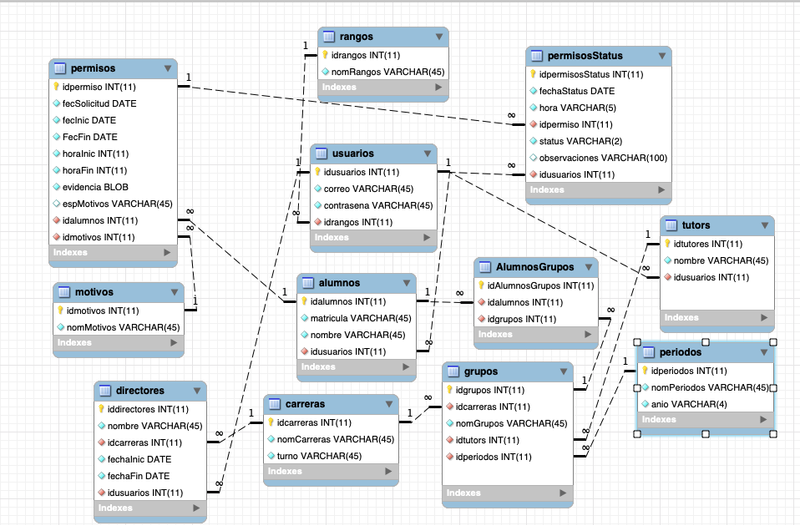 rangos
idrangos INT(11)
nomRangos VARCHAR(45)
Indexes
permisos
idpermiso INT(11)
fecSolicitud DATE
fecInic DATE
FecFin DATE
horaInic INT(11)
horaFin INT(11)
evidencia BLOB
espMotivos VARCHAR(45)
idalumnos INT(11)
idmotivos INT(11)
Indexes
permisosStatus
idpermisosStatus INT(11)
fechaStatus DATE
hora VARCHAR(5)
idpermiso INT(11)
status VARCHAR(2)
observaciones VARCHAR(100)
idusuarios INT(11)
Indexes
usuarios
idusuarios INT(11)
correo VARCHAR(45)
contrasena VARCHAR(45)
idrangos INT(11)
Indexes
tutors
idtutores INT(11)
nombre VARCHAR(45)
idusuarios INT(11)
Indexes
motivos
idmotivos INT(11)
nomMotivos VARCHAR(45)
Indexes
alumnos
idalumnos INT(11)
matricula VARCHAR(45)
nombre VARCHAR(45)
idusuarios INT(11)
Indexes
AlumnosGrupos
idAlumnosGrupos INT(11)
idalumnos INT(11)
idgrupos INT(11)
Indexes
periodos
idperiodos INT(11)
nomPeriodos VARCHAR(45)
anio VARCHAR(4)
Indexes
directores
iddirectores INT(11)
nombre VARCHAR(45)
idcarreras INT(11)
fechaInic DATE
fechaFin DATE
idusuarios INT(11)
Indexes
carreras
idcarreras INT(11)
nomCarreras VARCHAR(45)
turno VARCHAR(45)
Indexes
grupos
idgrupos INT(11)
idcarreras INT(11)
nomGrupos VARCHAR(45)
idtutors INT(11)
idperiodos INT(11)
Indexes
1
∞
1
∞
1
∞
1
∞
∞
∞
1
1
1
∞
1
∞
∞
1
1
∞
1
∞
1
∞
∞
∞